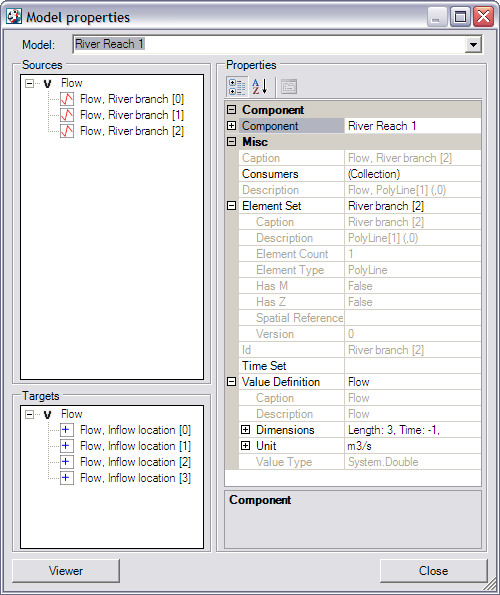 Model properties
Model: River Reach 1
Sources
Flow
Flow, River branch [0]
Flow, River branch [1]
Flow, River branch [2]
Targets
Flow
Flow, Inflow location [0]
Flow, Inflow location [1]
Flow, Inflow location [2]
Flow, Inflow location [3]
Properties
Component
Component River Reach 1
Misc
Caption Flow, River branch [2]
Consumers (Collection)
Description Flow, PolyLine[1] (,0)
Element Set River branch [2]
Caption River branch [2]
Description PolyLine[1] (,0)
Element Count 1
Element Type PolyLine
Has M False
Has Z False
Spatial Reference
Version 0
Id River branch [2]
Time Set
Value Definition Flow
Caption Flow
Description Flow
Dimensions Length: 3, Time: -1,
Unit m3/s
Value Type System.Double
Component
Viewer Close